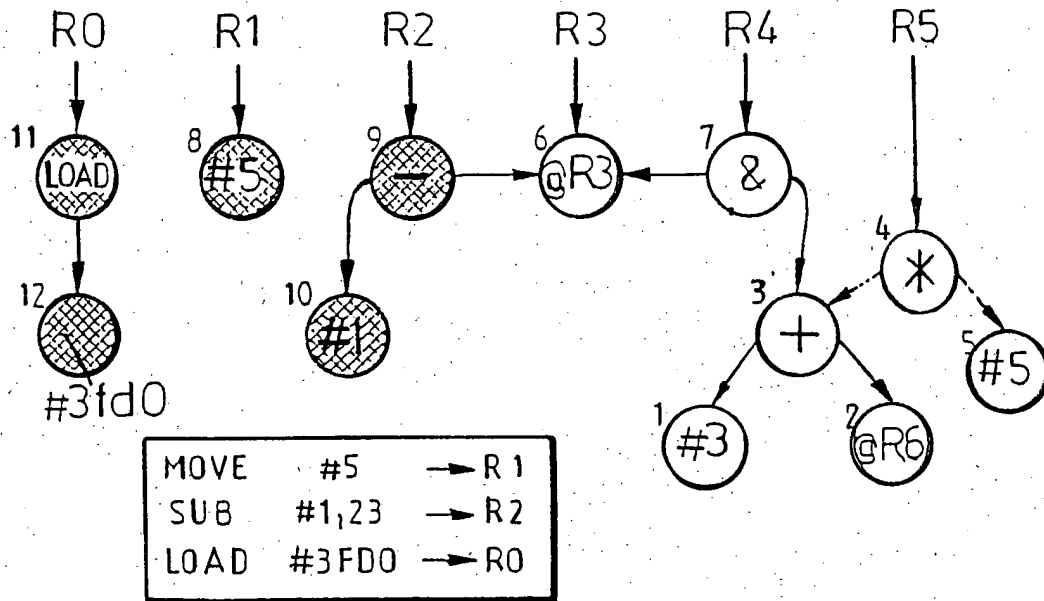 R0 R1 R2 R3 R4 R5
11 8 9 6 7
LOAD #5 − @R3 &
4
*
12 10 3
#1 +
5
#5
#3fd0
1 2
#3 @R6
MOVE #5 → R1
SUB #1,23 → R2
LOAD #3FD0 → R0